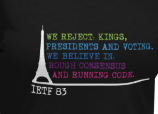 WE REJECT: KINGS,
PRESIDENTS AND VOTING.
WE BELIEVE IN:
ROUGH CONSENSUS
AND RUNNING CODE.
IETF 83